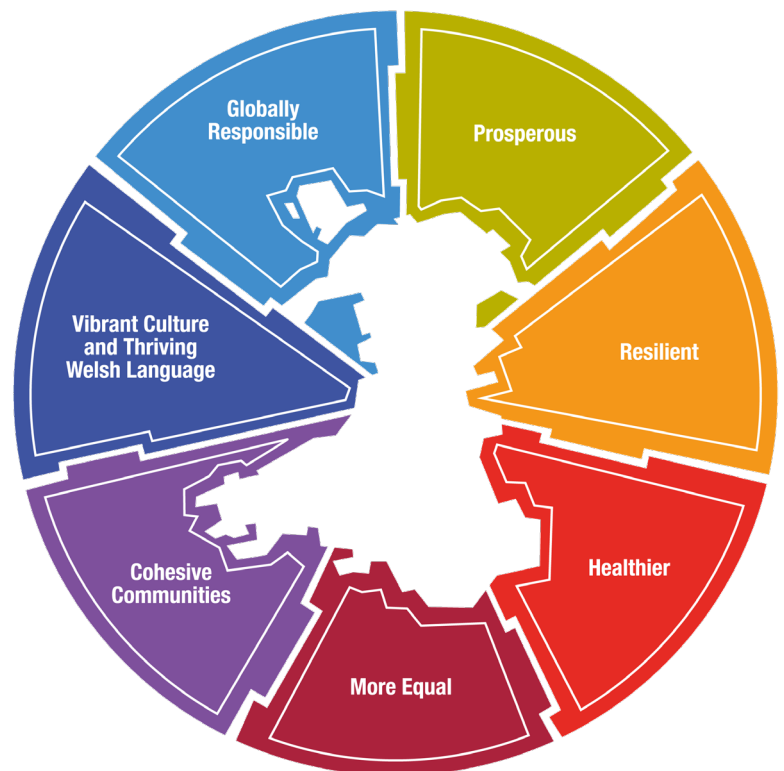 Globally
Responsible
Prosperous
Resilient
Healthier
More Equal
Cohesive
Communities
Vibrant Culture
and Thriving
Welsh Language